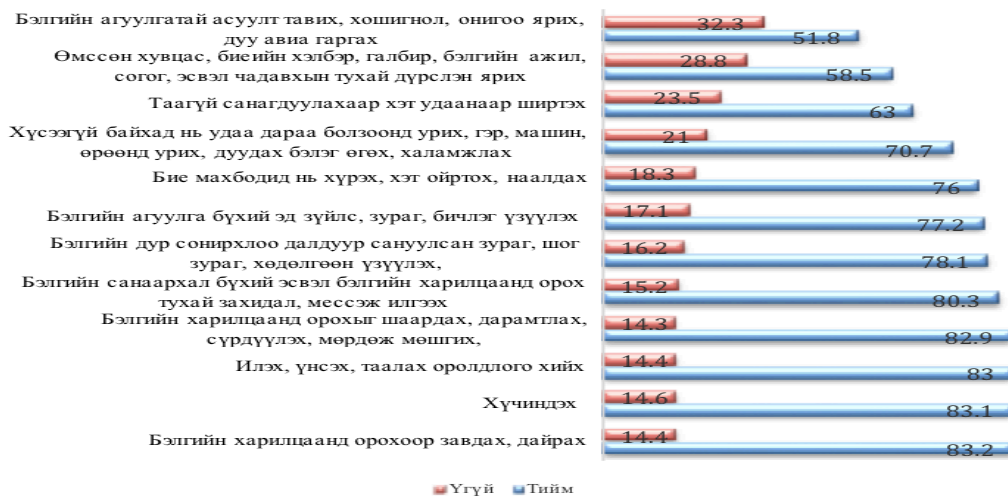 Бэлгийн агуулгатай асуулт тавих, хошигнол, онигоо ярих,
дуу авиа гаргах
32.3
51.8
Өмссөн хувцас, биеийн хэлбэр, галбир, бэлгийн ажил,
согог, эсвэл чадавхын тухай дүрслэн ярих
28.8
58.5
Таагүй санагдуулахаар хэт удаанаар ширтэх
23.5
63
Хүсээгүй байхад нь удаа дараа болзоонд урих, гэр, машин,
өрөөнд урих, дуудах бэлэг өгөх, халамжлах
21
70.7
Бие махбодид нь хүрэх, хэт ойртох, наалдах
18.3
76
Бэлгийн агуулга бүхий эд зүйлс, зураг, бичлэг үзүүлэх
17.1
77.2
Бэлгийн дур сонирхлоо далдуур сануулсан зураг, шог
зураг, хөдөлгөөн үзүүлэх,
16.2
78.1
Бэлгийн санаархал бүхий эсвэл бэлгийн харилцаанд орох
тухай захидал, мессэж илгээх
15.2
80.3
Бэлгийн харилцаанд орохыг шаардах, дарамтлах,
сүрдүүлэх, мөрдөж мөшгих,
14.3
82.9
Илэх, үнсэх, таалах оролдлого хийх
14.4
83
Хүчиндэх
14.6
83.1
Бэлгийн харилцаанд орохоор завдах, дайрах
14.4
83.2
Үгүй Тийм